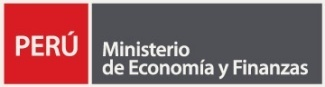 PERÚ
Ministerio
de Economía y Finanzas